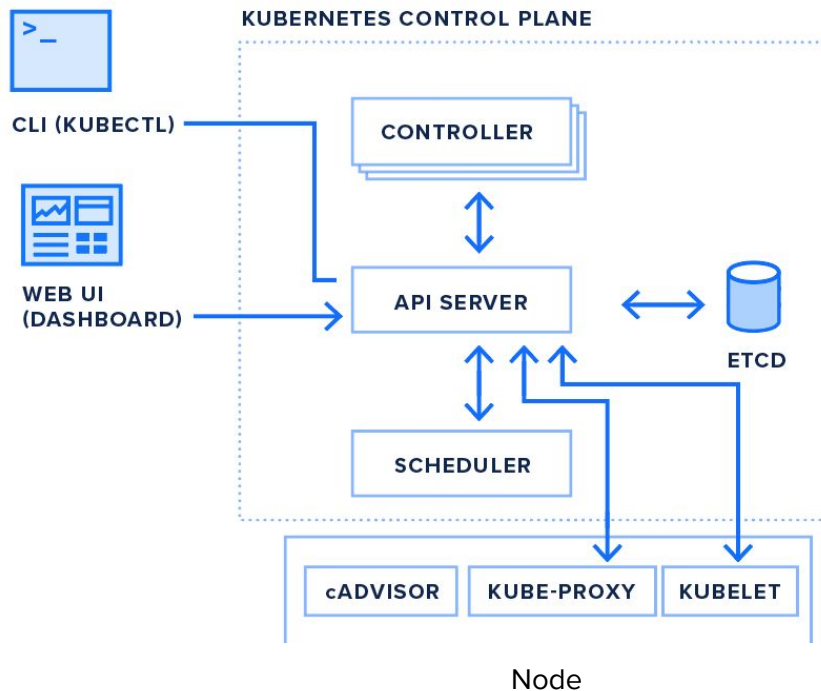 KUBERNETES CONTROL PLANE
>_
CLI (KUBECTL)
CONTROLLER
WEB UI
(DASHBOARD)
API SERVER
ETCD
SCHEDULER
cADVISOR
KUBE-PROXY
KUBELET
Node